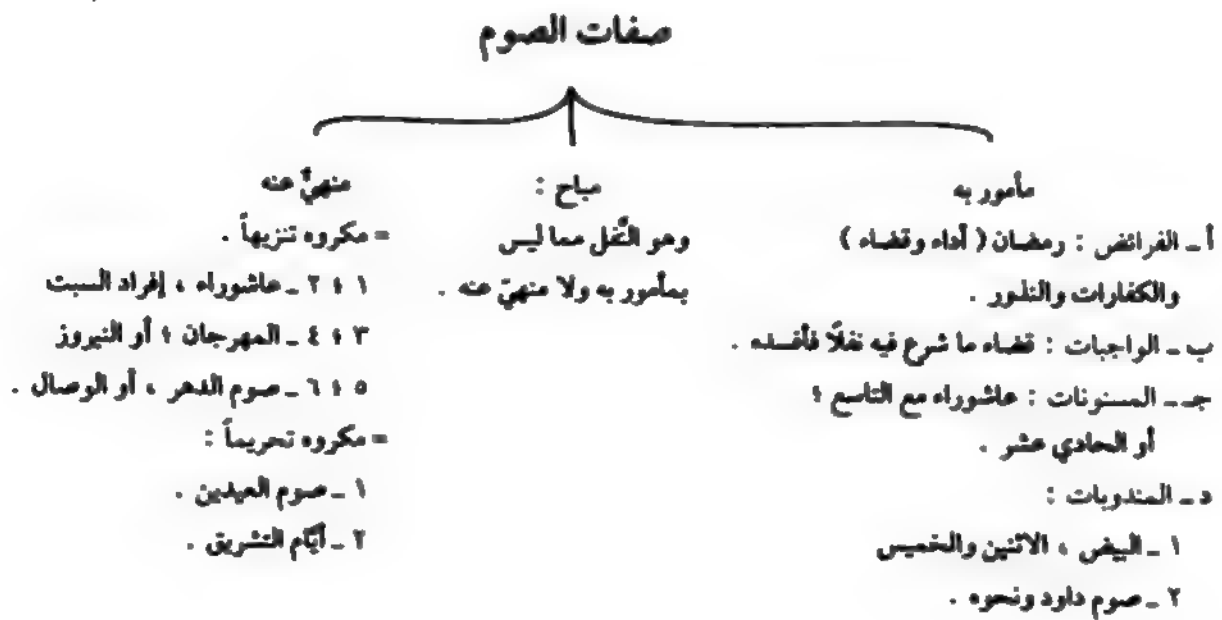 صفات الصوم
مأمور به
أ ـ الفرائض : رمضان ( أداء وقضاء )
والكفارات والنذور .
ب ـ الواجبات : قضاء ما شرع فيه نفلًا فأفسده .
جـ ـ المسنونات : عاشوراء مع التاسع ؛
أو الحادي عشر .
د ـ المندوبات :
١ ـ البيض ، الاثنين والخميس
٢ ـ صوم داود ونحوه .
مباح :
وهو النَّفل مما ليس
بمأمور به ولا منهيّ عنه .
منهيٌّ عنه
= مكروه تنزيهاً .
١ ؛ ٢ ـ عاشوراء ، إفراد السبت
٣ ؛ ٤ ـ المهرجان ؛ أو النيروز
٥ ؛ ٦ ـ صوم الدهر ، أو الوصال .
= مكروه تحريماً :
١ ـ صوم العيدين .
٢ ـ أيَّام التشريق .